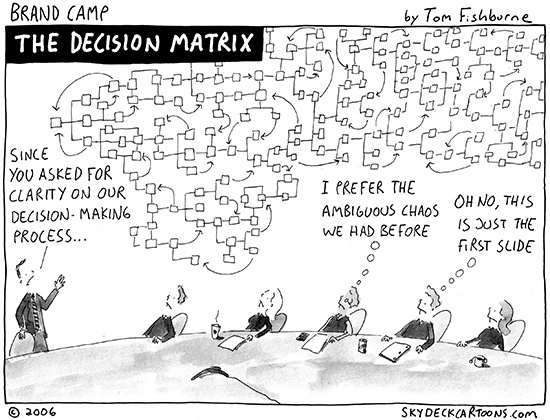 BRAND CAMP
by Tom Fishburne
THE DECISION MATRIX
SINCE
YOU ASKED FOR
CLARITY ON OUR
DECISION-MAKING
PROCESS...
I PREFER THE
AMBIGUOUS CHAOS
WE HAD BEFORE
OH NO, THIS
IS JUST THE
FIRST SLIDE
© 2006
SKYDECKCARTOONS.COM